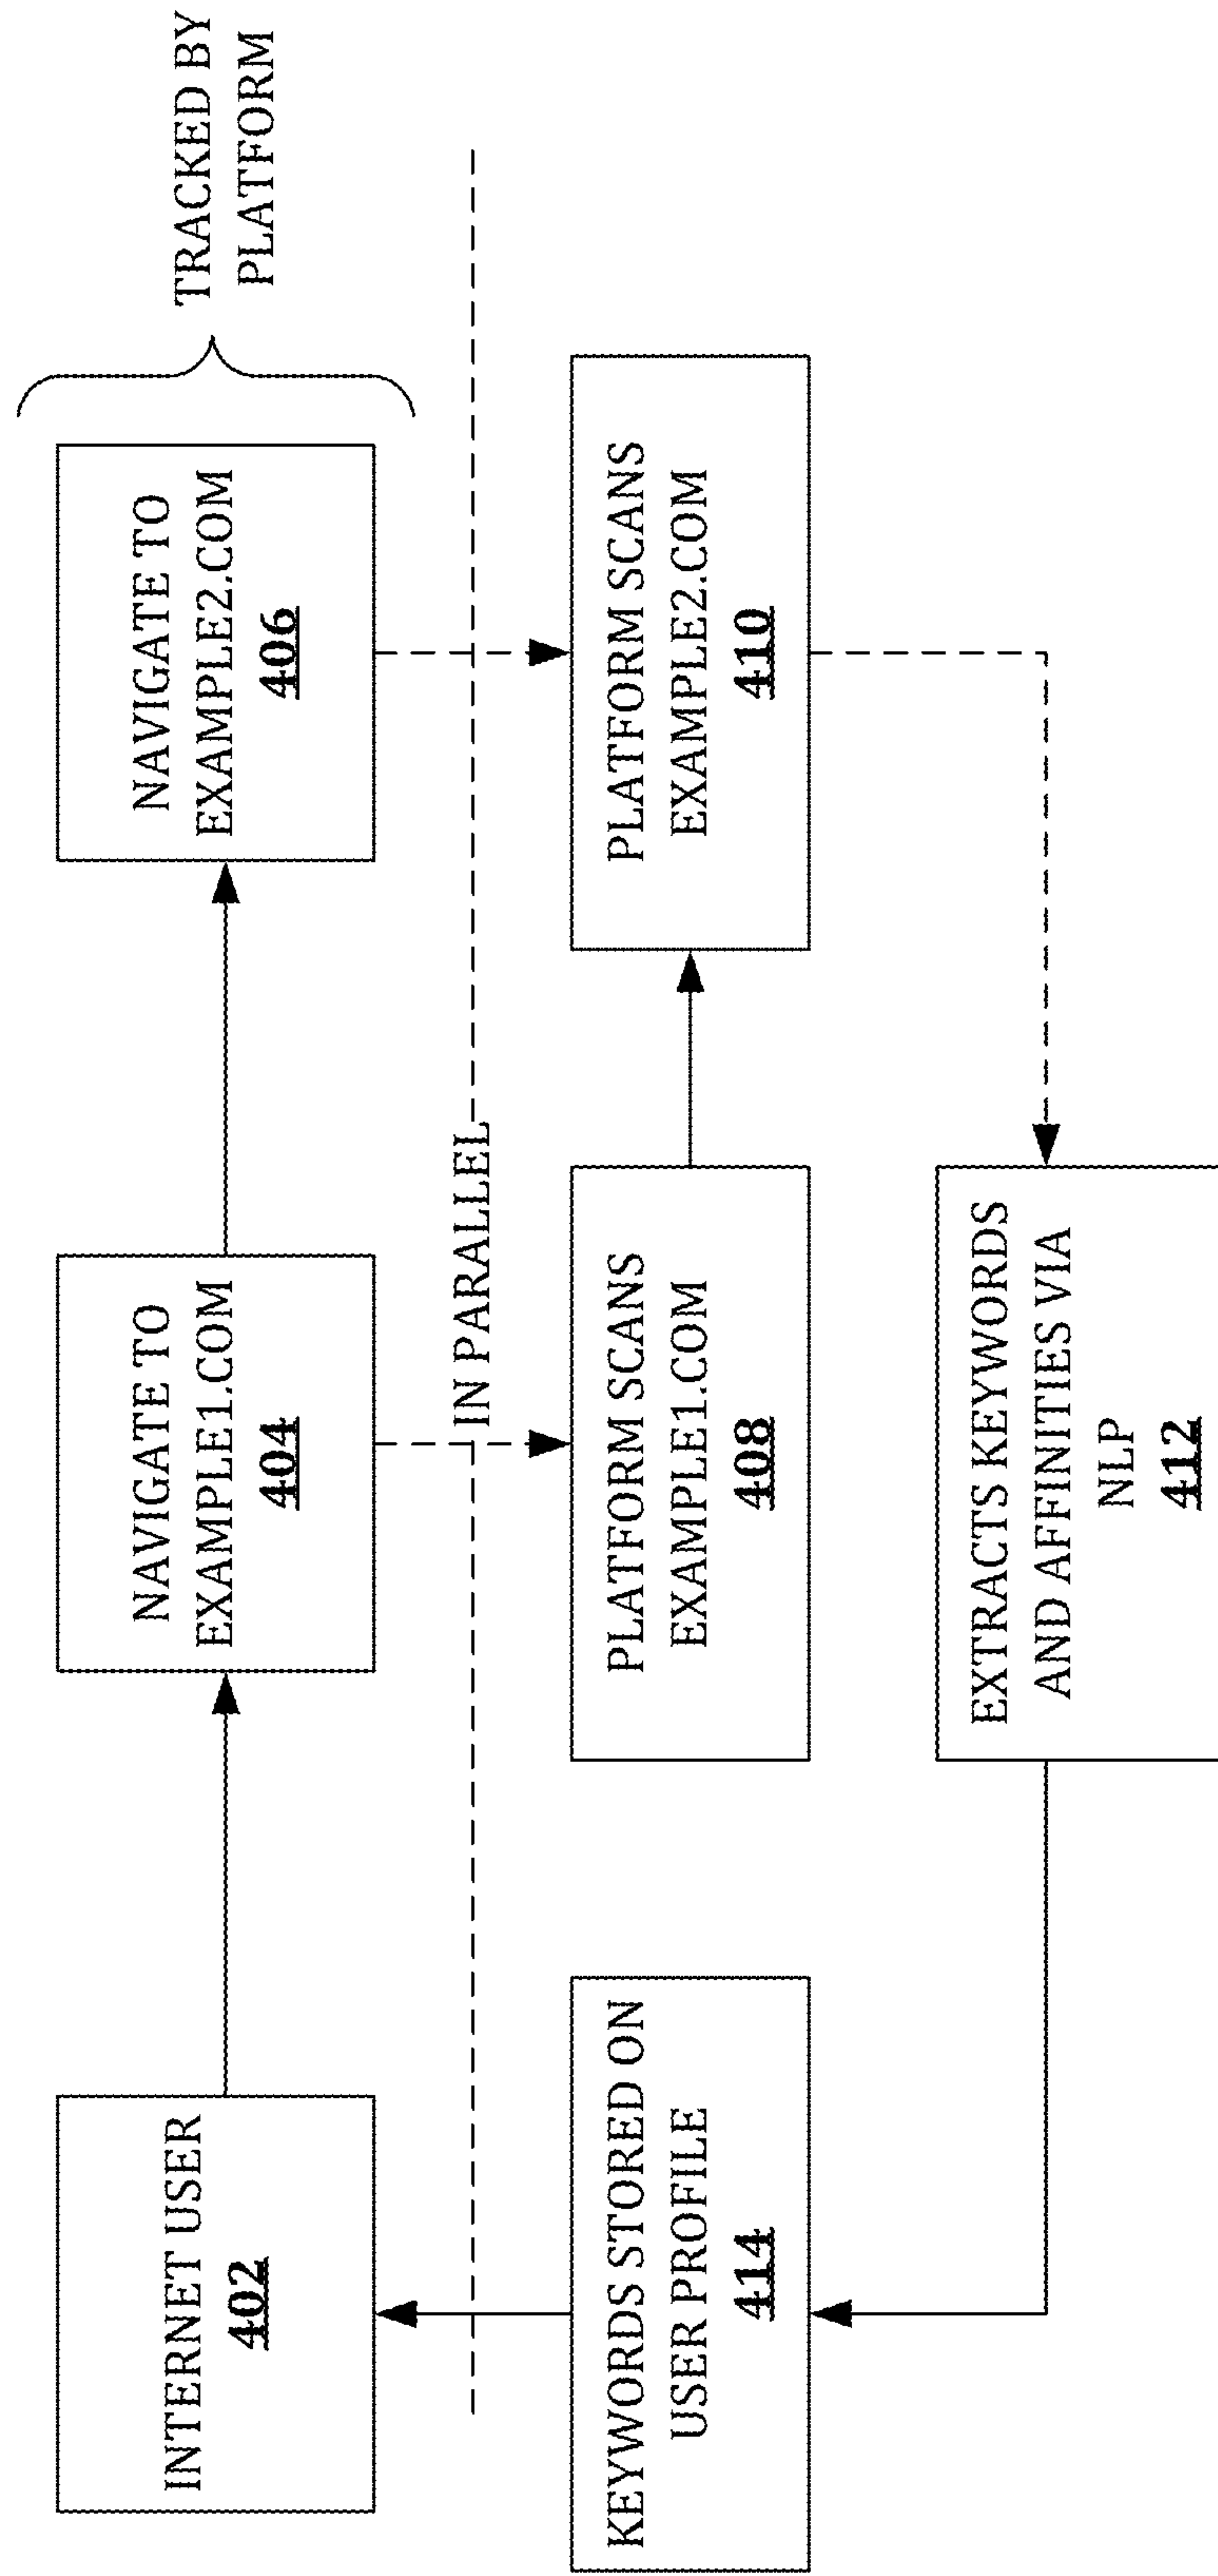 TRACKED BY
PLATFORM
INTERNET USER
402
NAVIGATE TO
EXAMPLE1.COM
404
NAVIGATE TO
EXAMPLE2.COM
406
IN PARALLEL
KEYWORDS STORED ON
USER PROFILE
414
PLATFORM SCANS
EXAMPLE1.COM
408
PLATFORM SCANS
EXAMPLE2.COM
410
EXTRACTS KEYWORDS
AND AFFINITIES VIA
NLP
412